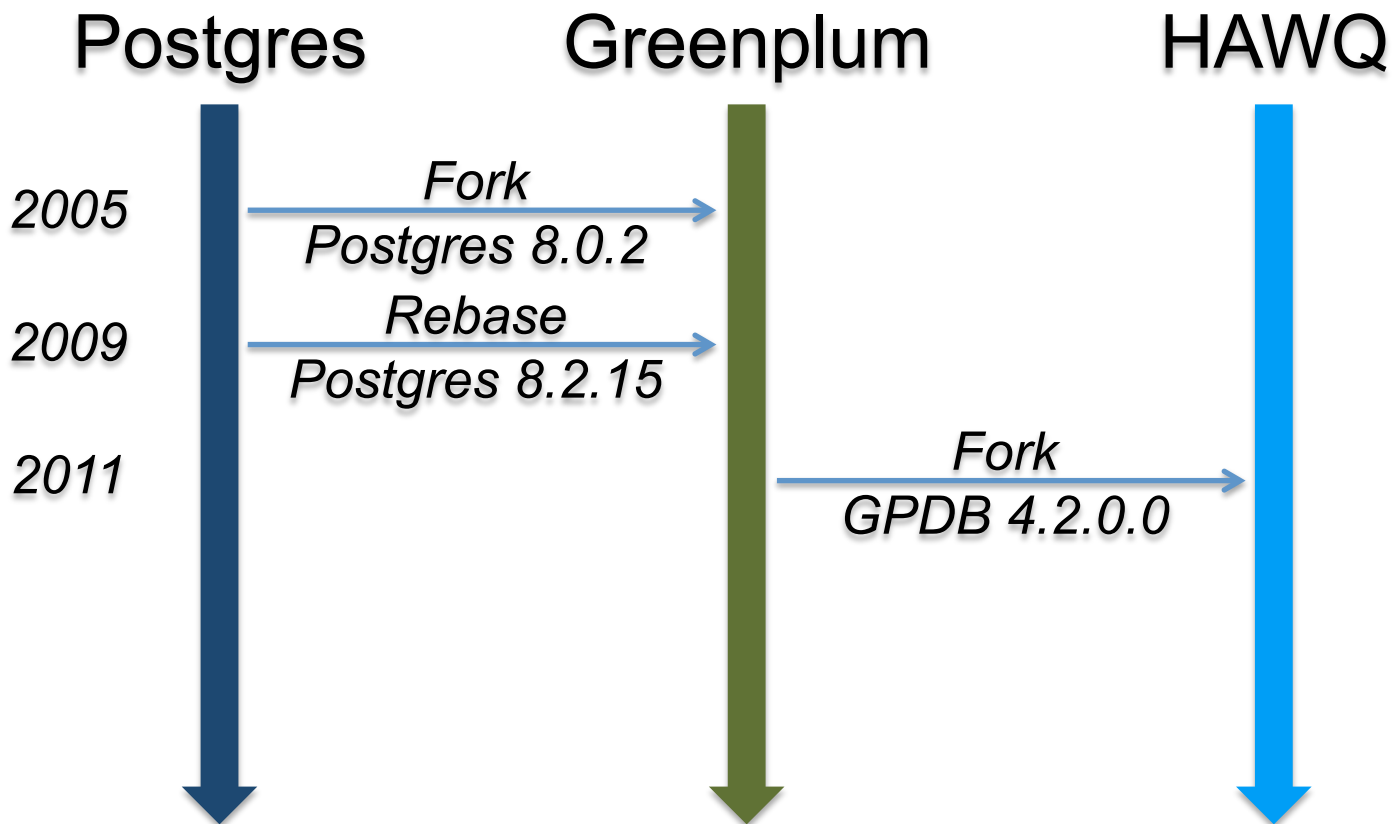 Postgres Greenplum HAWQ
2005
Fork
Postgres 8.0.2
2009
Rebase
Postgres 8.2.15
2011
Fork
GPDB 4.2.0.0